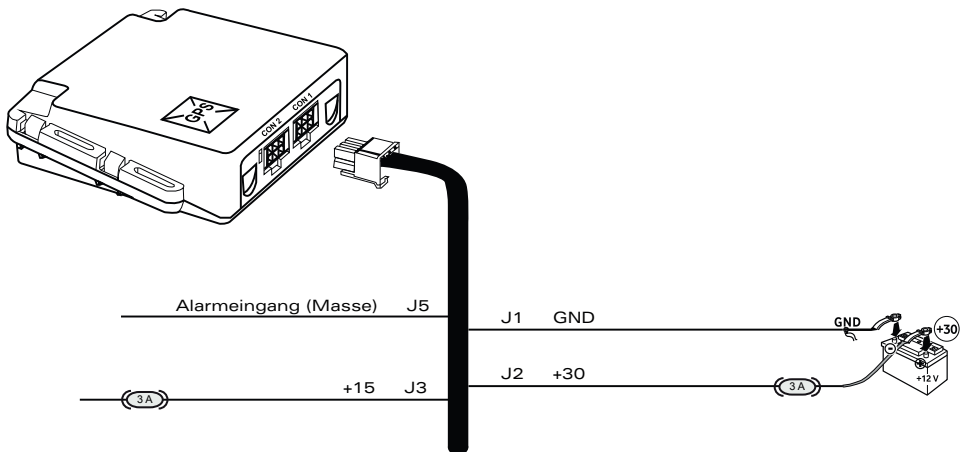 GPS
CON 2
CON 1
Alarmeingang (Masse) J5
J1 GND
GND
+30
J2 +30
3 A
+12 V
3 A
+15 J3